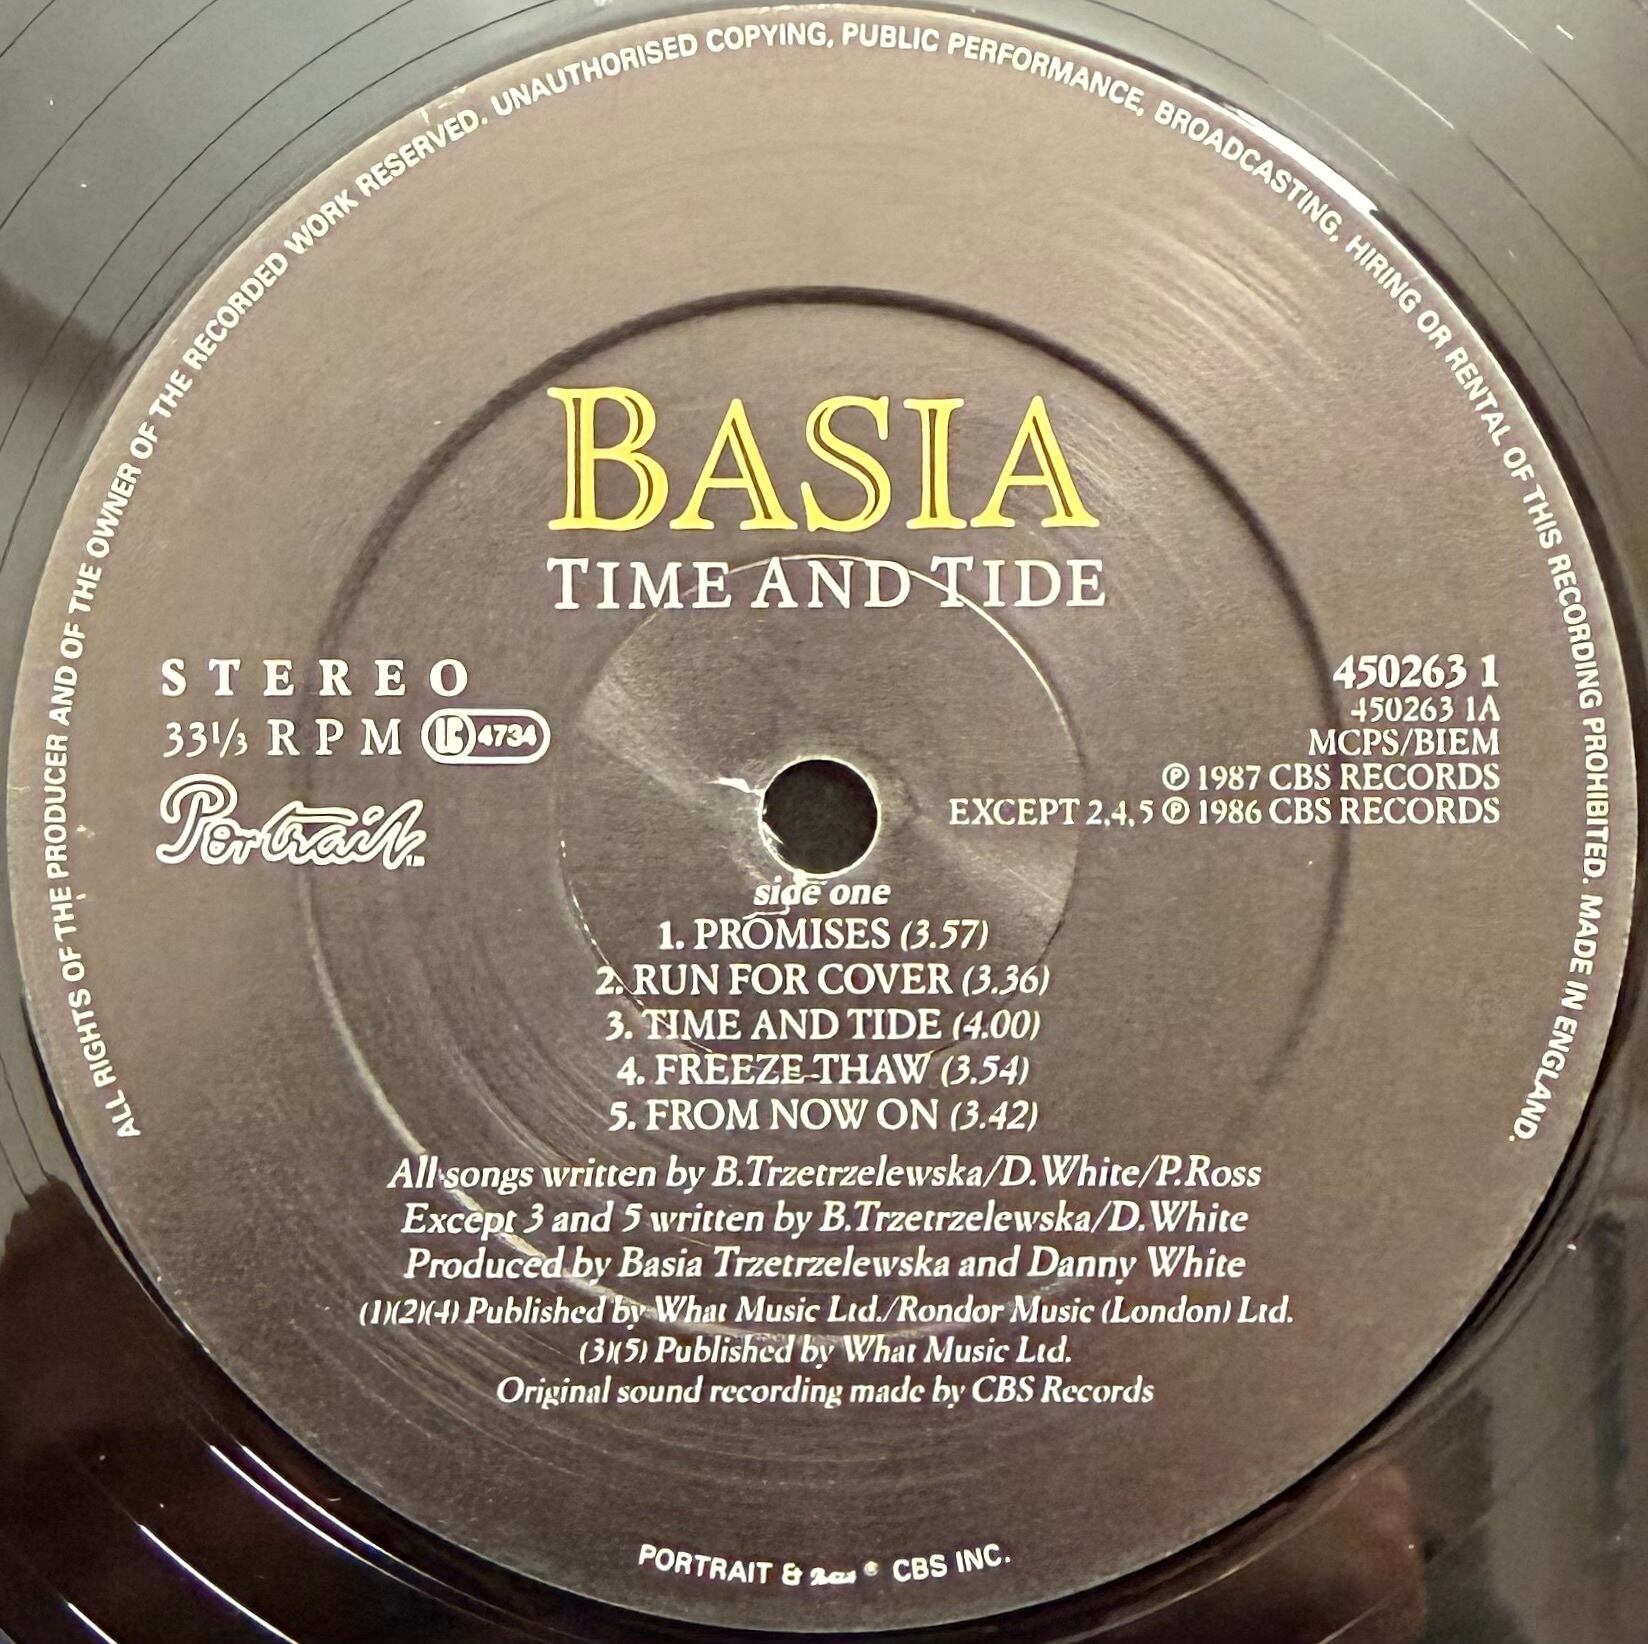 ALL RIGHTS OF THE PRODUCER AND OF THE OWNER OF THE RECORDED WORK RESERVED. UNAUTHORISED COPYING, PUBLIC PERFORMANCE, BROADCASTING, HIRING OR RENTAL OF THIS RECORDING PROHIBITED. MADE IN ENGLAND.
BASIA
TIME AND TIDE
STEREO
33⅓ RPM LC 4734
Portrait™
450263 1
450263 1A
MCPS/BIEM
℗ 1987 CBS RECORDS
EXCEPT 2,4,5 ℗ 1986 CBS RECORDS
side one
1. PROMISES (3.57)
2. RUN FOR COVER (3.36)
3. TIME AND TIDE (4.00)
4. FREEZE THAW (3.54)
5. FROM NOW ON (3.42)
All songs written by B.Trzetrzelewska/D.White/P.Ross
Except 3 and 5 written by B.Trzetrzelewska/D.White
Produced by Basia Trzetrzelewska and Danny White
(1)(2)(4) Published by What Music Ltd./Rondor Music (London) Ltd.
(3)(5) Published by What Music Ltd.
Original sound recording made by CBS Records
PORTRAIT & ® CBS INC.